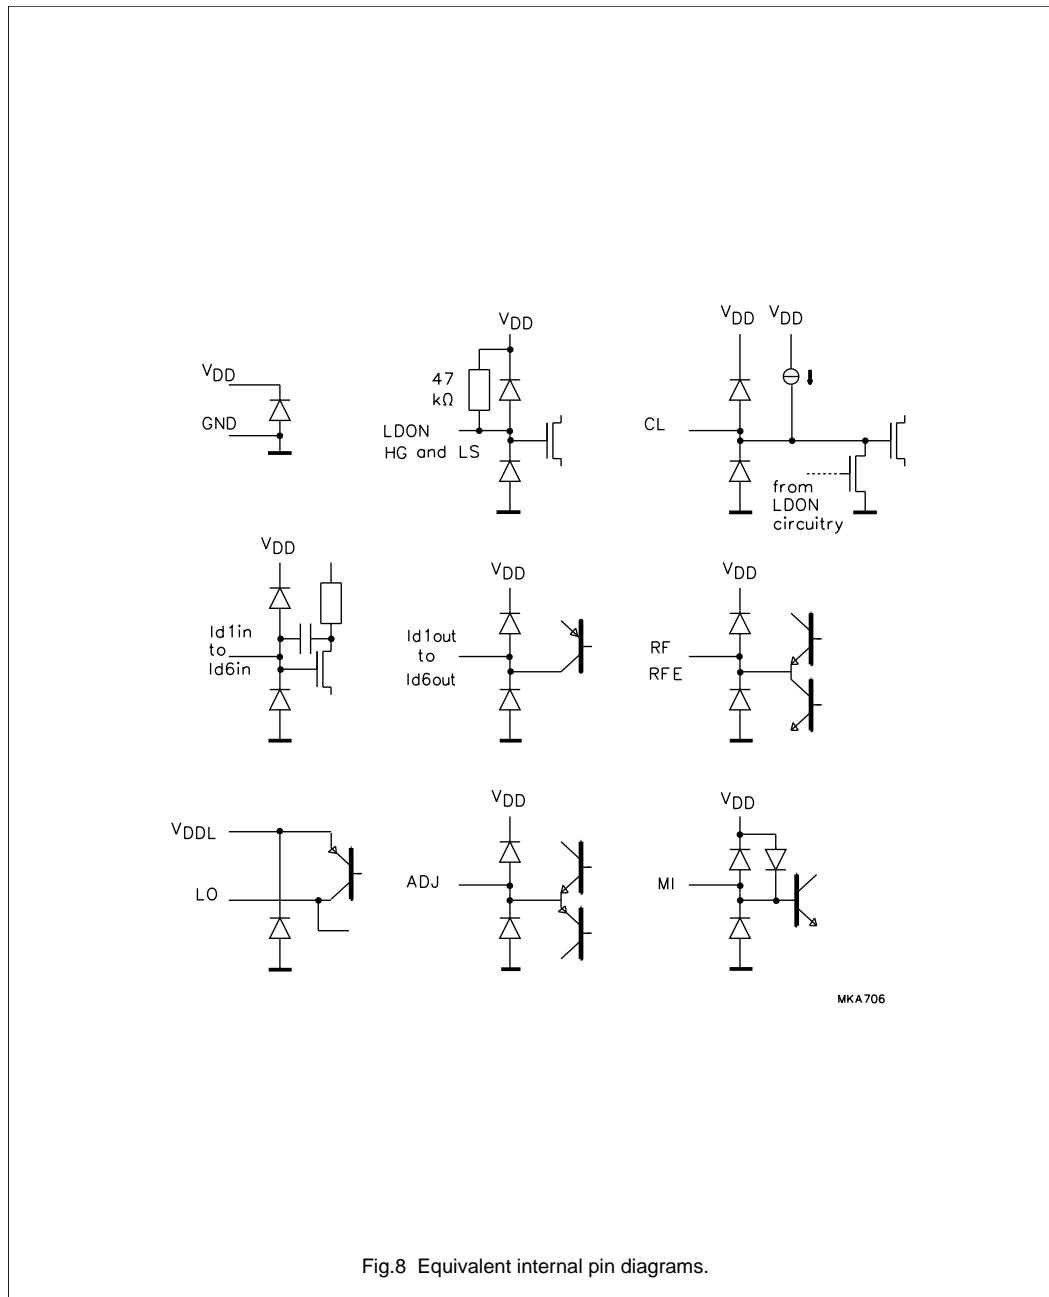 VDD
GND
VDD
47
kΩ
LDON
HG and LS
VDD VDD
CL
from
LDON
circuitry
VDD
Id1in
to
Id6in
VDD
Id1out
to
Id6out
VDD
RF
RFE
VDDL
LO
VDD
ADJ
VDD
MI
MKA706
Fig.8 Equivalent internal pin diagrams.